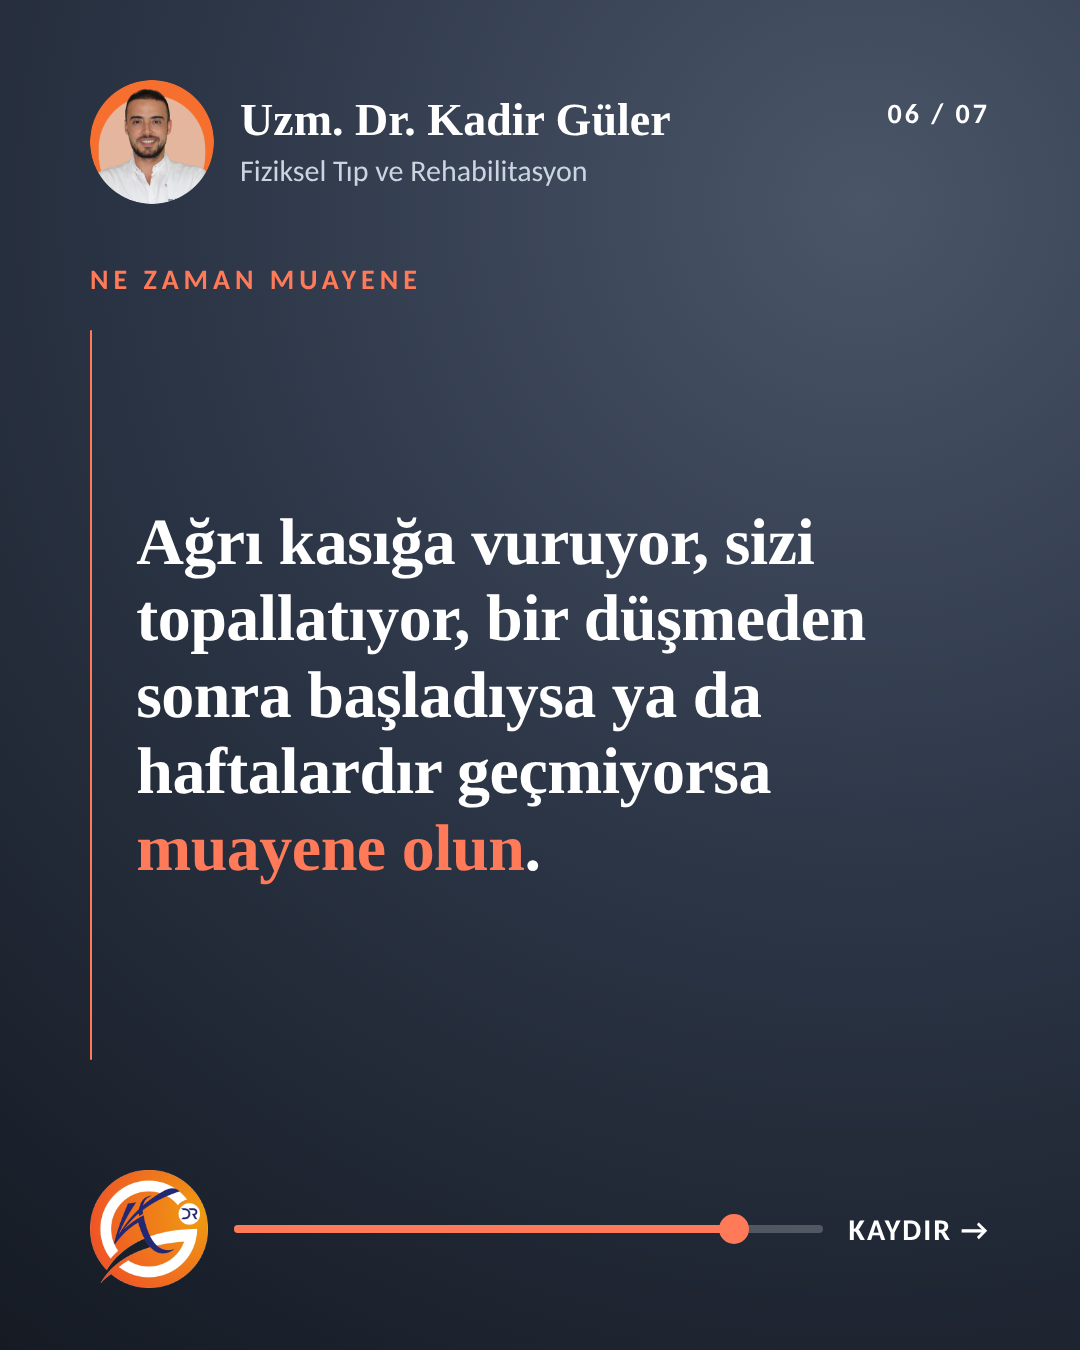 Uzm. Dr. Kadir Güler
Fiziksel Tıp ve Rehabilitasyon
06 / 07
NE ZAMAN MUAYENE
Ağrı kasığa vuruyor, sizi
topallatıyor, bir düşmeden
sonra başladıysa ya da
haftalardır geçmiyorsa
muayene olun.
DR
KAYDIR →